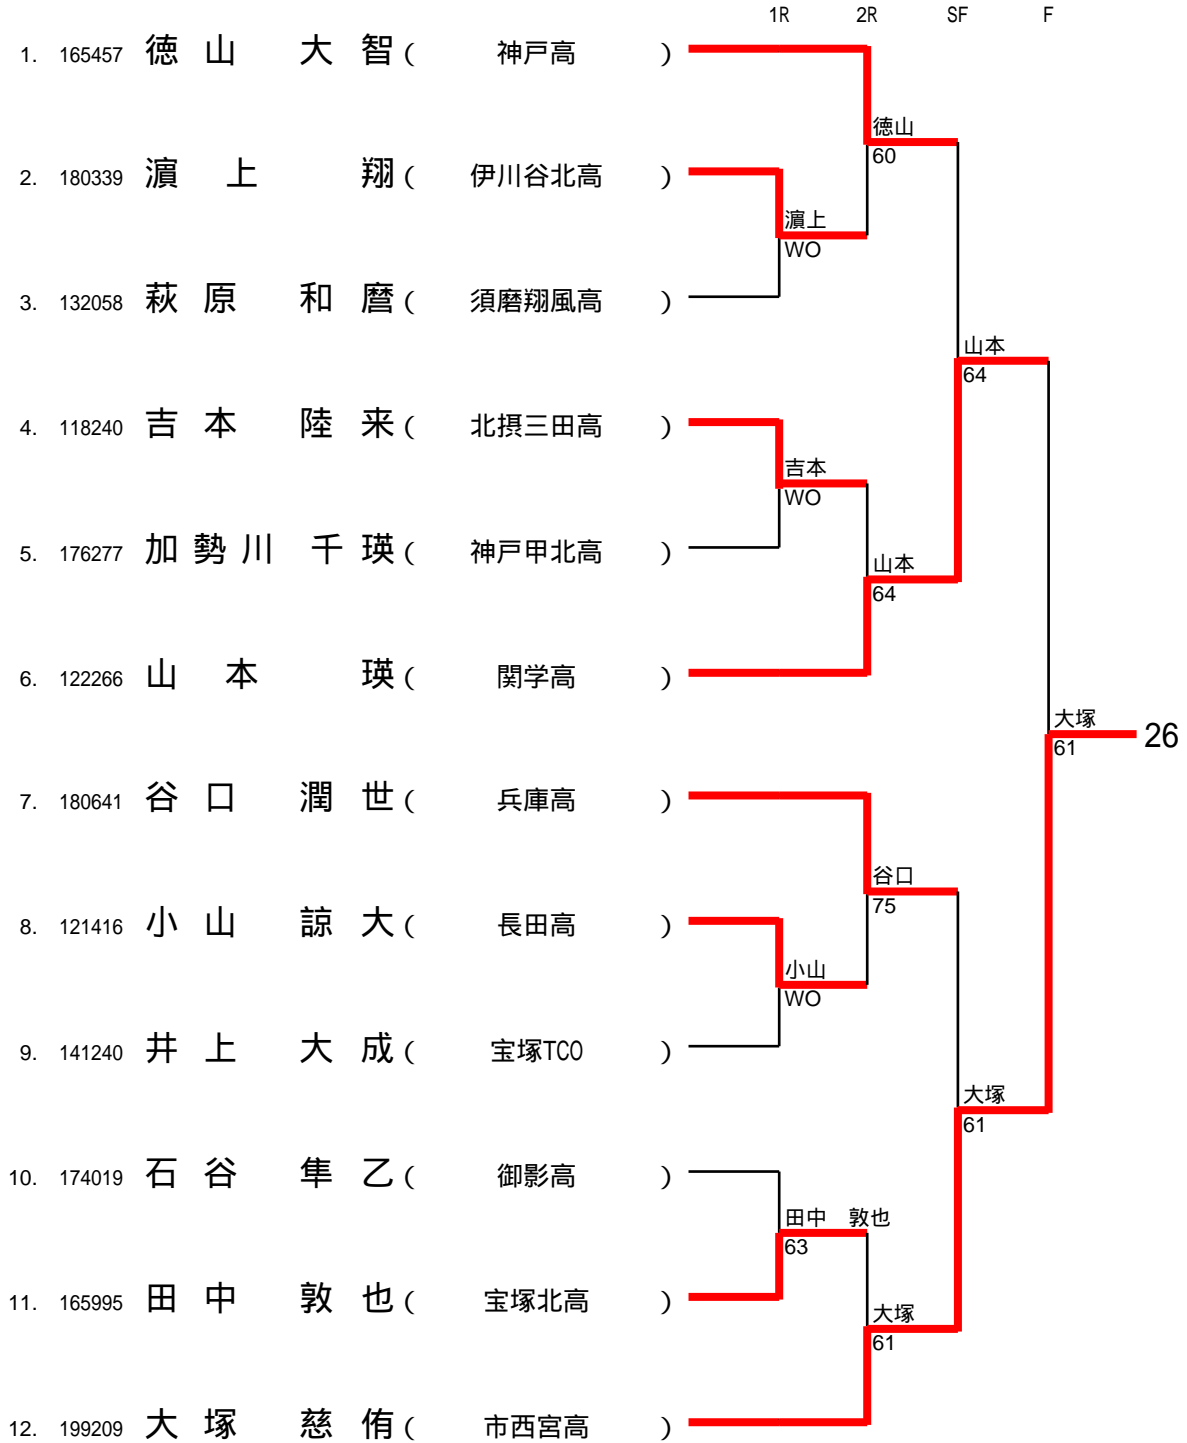 1R 2R SF F
1. 165457 徳山 大智 ( 神戸高 )
徳山
60
2. 180339 濵上 翔 ( 伊川谷北高 )
濵上
WO
3. 132058 萩原 和麿 ( 須磨翔風高 )
山本
64
4. 118240 吉本 陸来 ( 北摂三田高 )
吉本
WO
5. 176277 加勢川 千瑛 ( 神戸甲北高 )
山本
64
6. 122266 山本 瑛 ( 関学高 )
大塚
61
26
7. 180641 谷口 潤世 ( 兵庫高 )
谷口
75
8. 121416 小山 諒大 ( 長田高 )
小山
WO
9. 141240 井上 大成 ( 宝塚TCO )
大塚
61
10. 174019 石谷 隼乙 ( 御影高 )
田中 敦也
63
11. 165995 田中 敦也 ( 宝塚北高 )
大塚
61
12. 199209 大塚 慈侑 ( 市西宮高 )